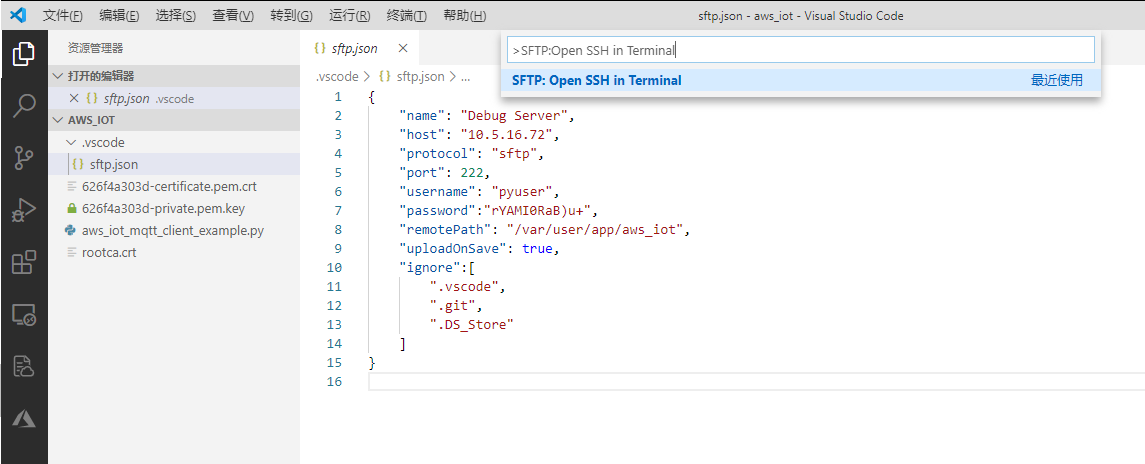 文件(F) 编辑(E) 选择(S) 查看(V) 转到(G) 运行(R) 终端(T) 帮助(H) sftp.json - aws_iot - Visual Studio Code
资源管理器
打开的编辑器
sftp.json .vscode
AWS_IOT
.vscode
sftp.json
626f4a303d-certificate.pem.crt
626f4a303d-private.pem.key
aws_iot_mqtt_client_example.py
rootca.crt
{} sftp.json
>SFTP:Open SSH in Terminal
SFTP: Open SSH in Terminal 最近使用
.vscode > {} sftp.json > ...
1 {
2 "name": "Debug Server",
3 "host": "10.5.16.72",
4 "protocol": "sftp",
5 "port": 222,
6 "username": "pyuser",
7 "password":"rYAMI0RaB)u+",
8 "remotePath": "/var/user/app/aws_iot",
9 "uploadOnSave": true,
10 "ignore":[
11 ".vscode",
12 ".git",
13 ".DS_Store"
14 ]
15 }
16